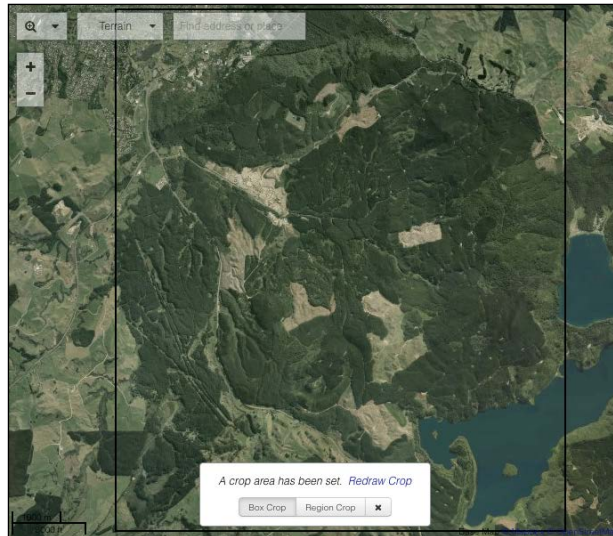 Terrain
Find address or place
+
−
A crop area has been set. Redraw Crop
Box Crop
Region Crop
✖